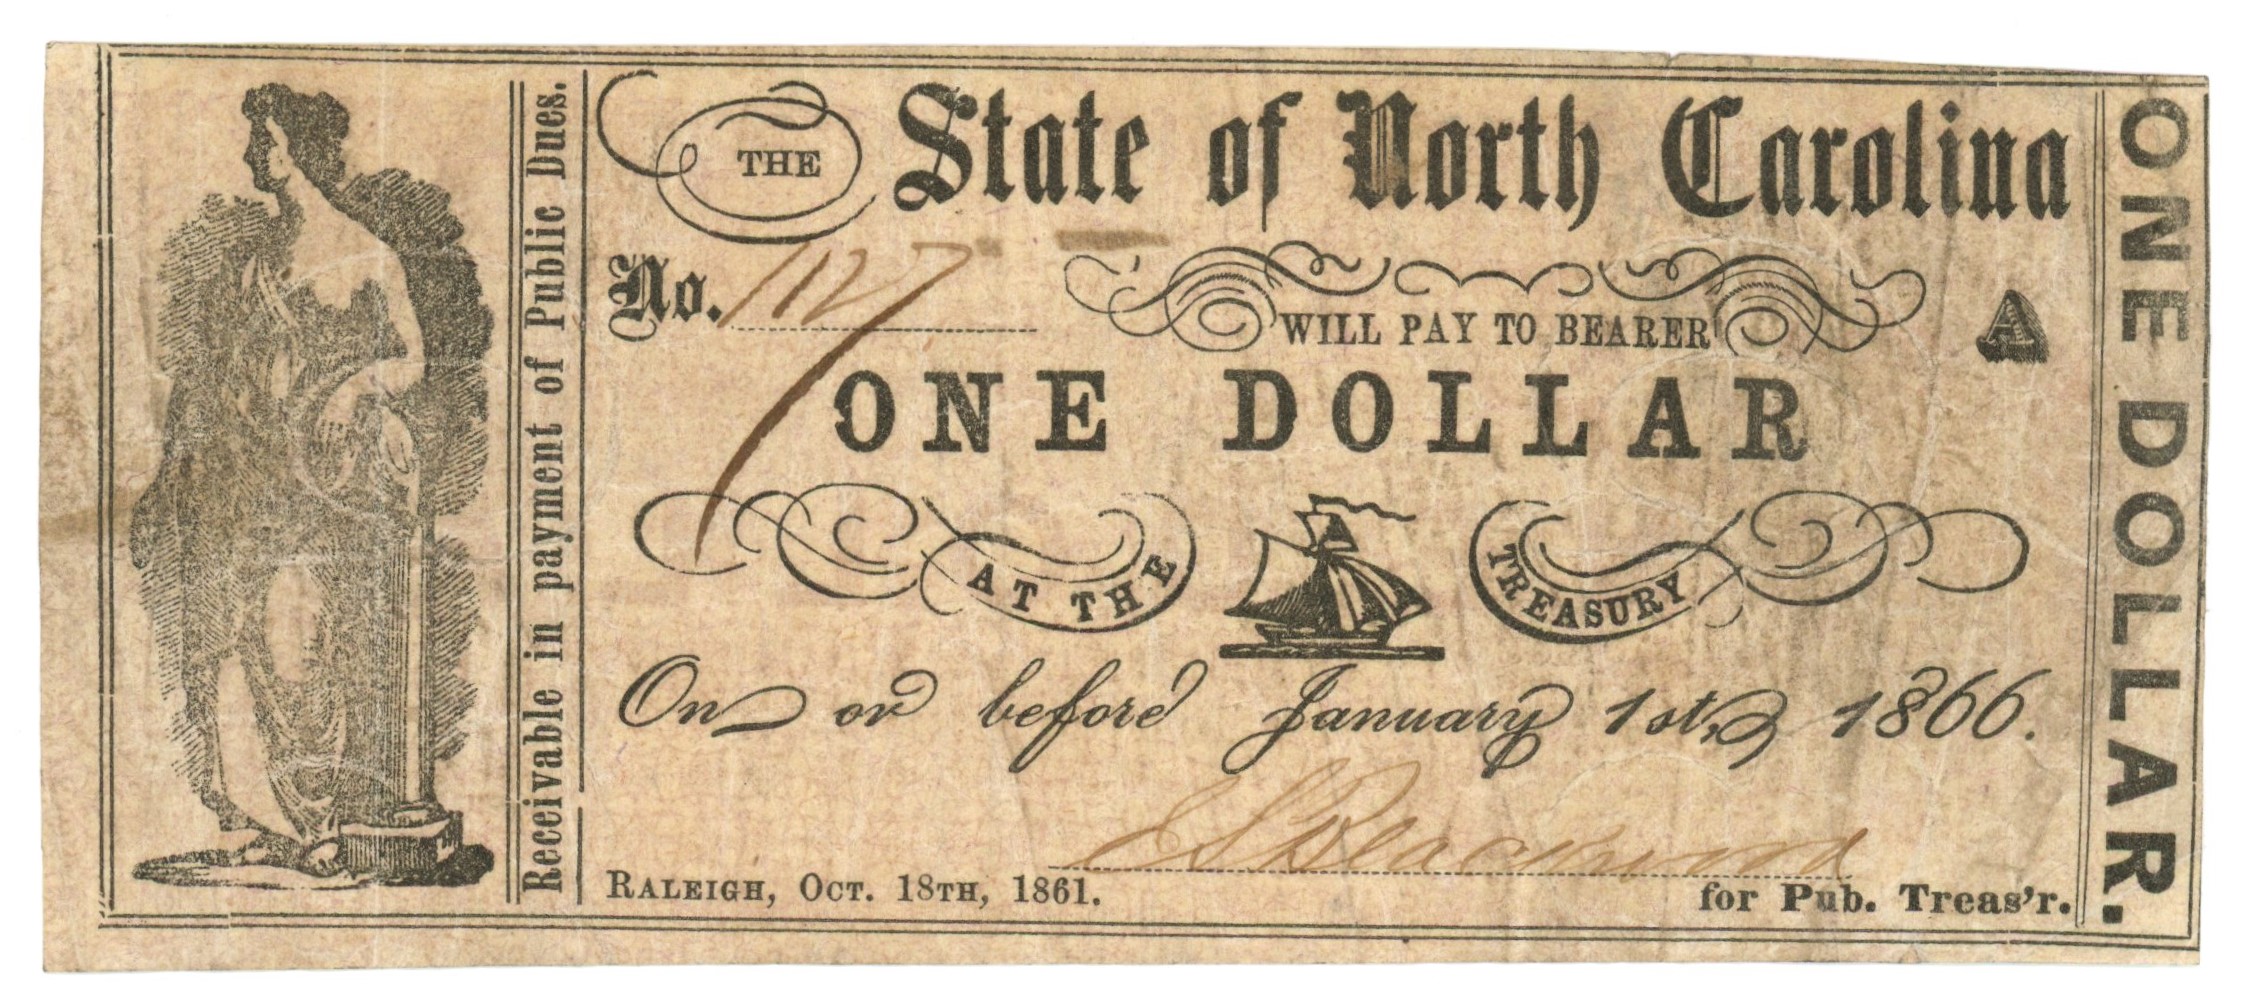 Receivable in payment of Public Dues.
THE State of North Carolina
No. 1127
WILL PAY TO BEARER
A
ONE DOLLAR
AT THE TREASURY
On or before January 1st, 1866.
RALEIGH, OCT. 18TH, 1861.
for Pub. Treas'r.
ONE DOLLAR.